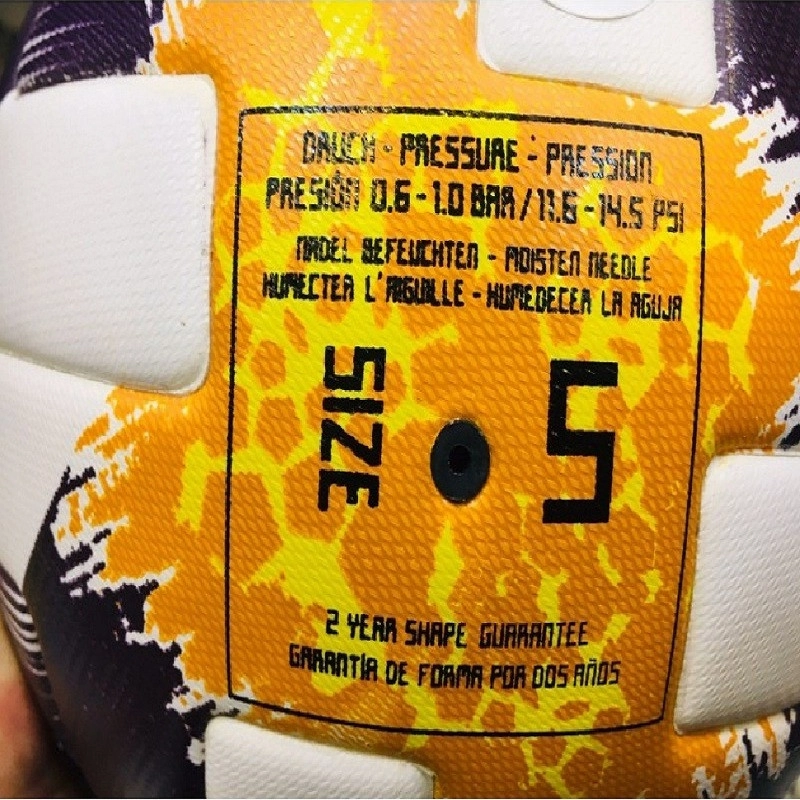 DRUCK - PRESSURE - PRESSION
PRESIÓN 0.6 - 1.0 BAR / 11.6 - 14.5 PSI
NADEL BEFEUCHTEN - MOISTEN NEEDLE
HUMECTER L'AIGUILLE - HUMEDECER LA AGUJA
SIZE
5
2 YEAR SHAPE GUARANTEE
GARANTÍA DE FORMA POR DOS AÑOS